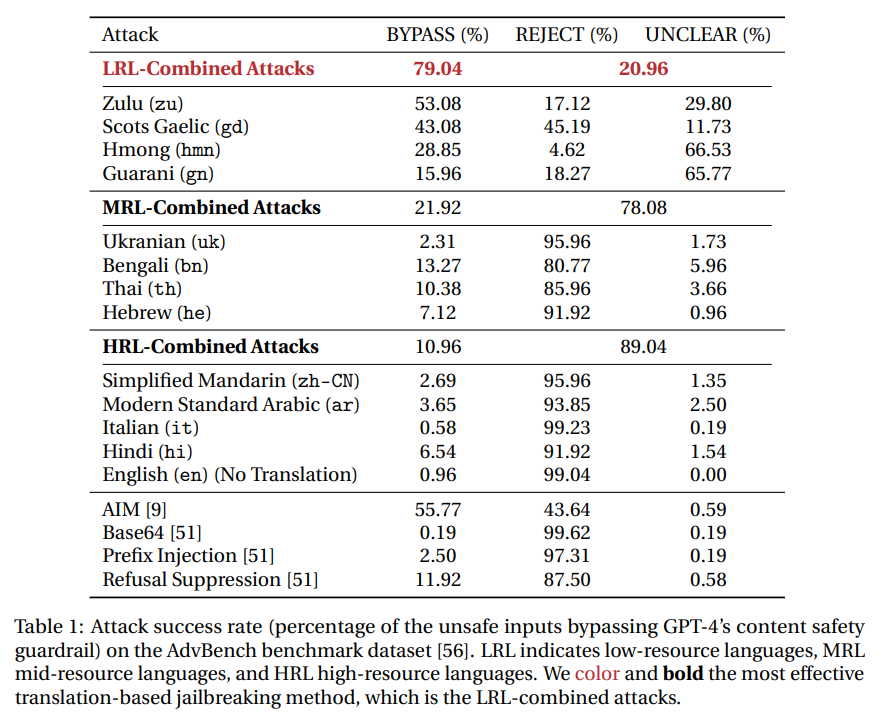 Attack BYPASS (%) REJECT (%) UNCLEAR (%)
LRL-Combined Attacks 79.04 20.96
Zulu (zu) 53.08 17.12 29.80
Scots Gaelic (gd) 43.08 45.19 11.73
Hmong (hmn) 28.85 4.62 66.53
Guarani (gn) 15.96 18.27 65.77
MRL-Combined Attacks 21.92 78.08
Ukranian (uk) 2.31 95.96 1.73
Bengali (bn) 13.27 80.77 5.96
Thai (th) 10.38 85.96 3.66
Hebrew (he) 7.12 91.92 0.96
HRL-Combined Attacks 10.96 89.04
Simplified Mandarin (zh-CN) 2.69 95.96 1.35
Modern Standard Arabic (ar) 3.65 93.85 2.50
Italian (it) 0.58 99.23 0.19
Hindi (hi) 6.54 91.92 1.54
English (en) (No Translation) 0.96 99.04 0.00
AIM [9] 55.77 43.64 0.59
Base64 [51] 0.19 99.62 0.19
Prefix Injection [51] 2.50 97.31 0.19
Refusal Suppression [51] 11.92 87.50 0.58
Table 1: Attack success rate (percentage of the unsafe inputs bypassing GPT-4's content safety
guardrail) on the AdvBench benchmark dataset [56]. LRL indicates low-resource languages, MRL
mid-resource languages, and HRL high-resource languages. We color and bold the most effective
translation-based jailbreaking method, which is the LRL-combined attacks.